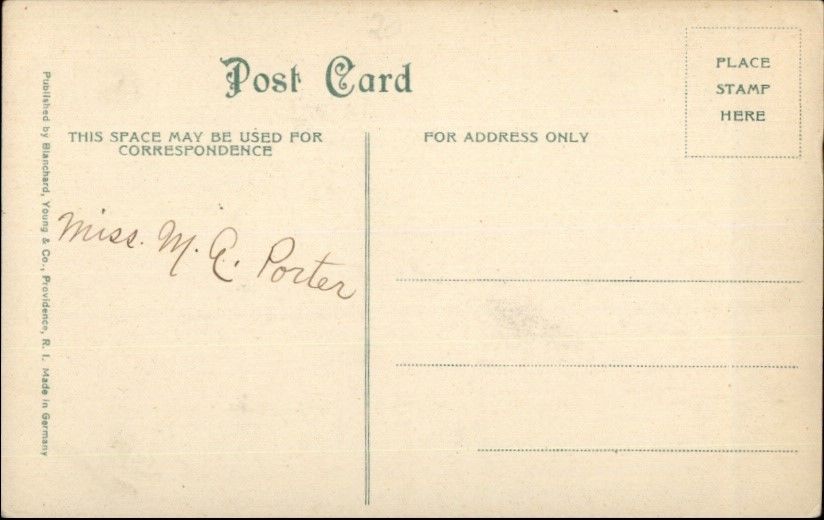 Post Card
PLACE
STAMP
HERE
THIS SPACE MAY BE USED FOR
CORRESPONDENCE
FOR ADDRESS ONLY
Miss. M. A. Porter
Published by Blanchard, Young & Co., Providence, R. I. Made in Germany